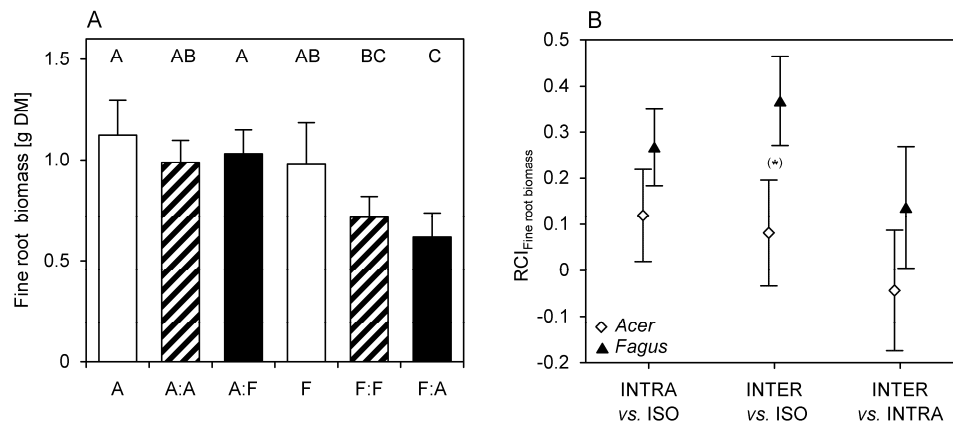 A
Fine root biomass [g DM]
1.5
1.0
0.5
0
A AB A AB BC C
A A:A A:F F F:F F:A
B
RCI Fine root biomass
0.5
0.4
0.3
0.2
0.1
0
-0.1
-0.2
(*)
Acer
Fagus
INTRA vs. ISO
INTER vs. ISO
INTER vs. INTRA